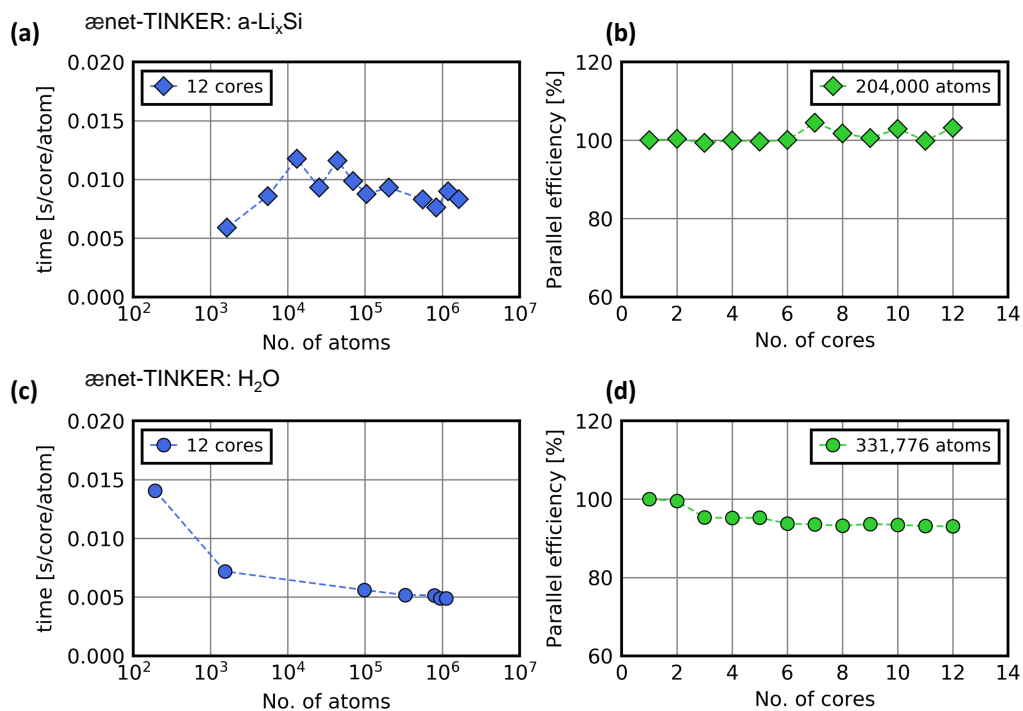 (a)
ænet-TINKER: a-LiₓSi
0.020
0.015
0.010
0.005
0.000
time [s/core/atom]
12 cores
10² 10³ 10⁴ 10⁵ 10⁶ 10⁷
No. of atoms
(b)
120
100
80
60
Parallel efficiency [%]
204,000 atoms
0 2 4 6 8 10 12 14
No. of cores
(c)
ænet-TINKER: H₂O
0.020
0.015
0.010
0.005
0.000
time [s/core/atom]
12 cores
10² 10³ 10⁴ 10⁵ 10⁶ 10⁷
No. of atoms
(d)
120
100
80
60
Parallel efficiency [%]
331,776 atoms
0 2 4 6 8 10 12 14
No. of cores